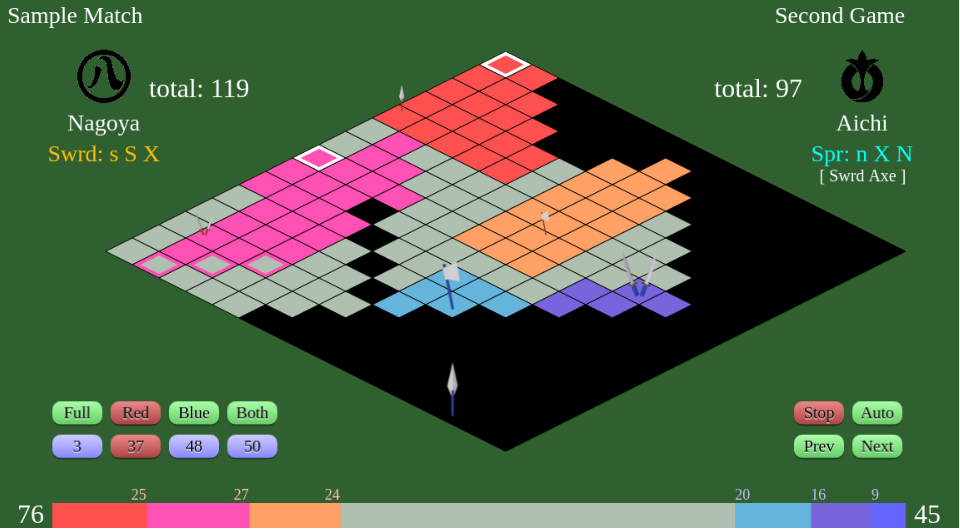 Sample Match
Second Game
total: 119
total: 97
Nagoya
Aichi
Swrd: s S X
Spr: n X N
[ Swrd Axe ]
Full Red Blue Both
Stop Auto
3 37 48 50
Prev Next
25 27 24 20 16 9
76 45